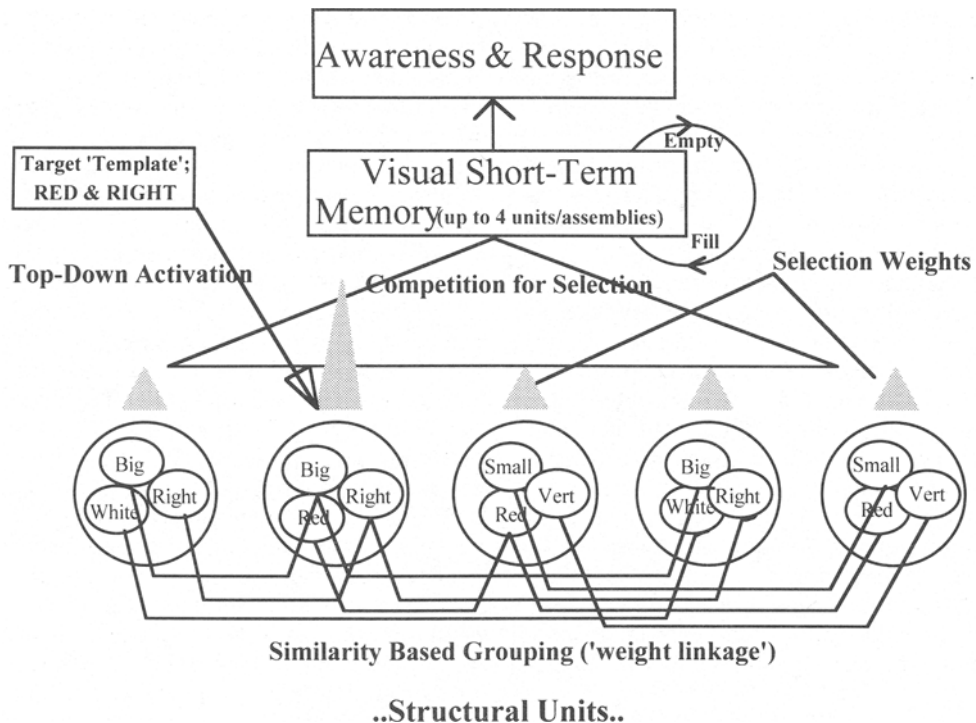 Awareness & Response
Empty
Target 'Template';
RED & RIGHT
Visual Short-Term
Memory(up to 4 units/assemblies)
Fill
Top-Down Activation
Competition for Selection
Selection Weights
Big
White
Right
Big
Red
Right
Small
Red
Vert
Big
White
Right
Small
Red
Vert
Similarity Based Grouping ('weight linkage')
..Structural Units..